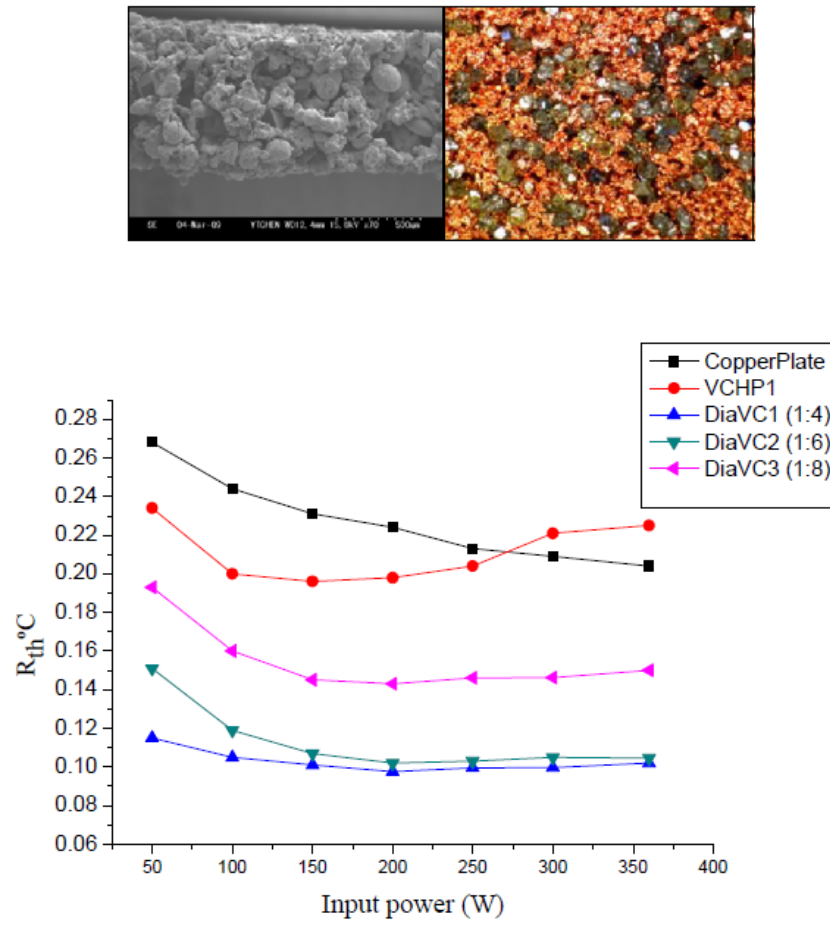 SE 04-Mar-09 YTCHEN WD12.4mm 15.0kV x70 500um
CopperPlate
VCHP1
DiaVC1 (1:4)
DiaVC2 (1:6)
DiaVC3 (1:8)
0.28
0.26
0.24
0.22
0.20
0.18
0.16
0.14
0.12
0.10
0.08
0.06
RthºC
50 100 150 200 250 300 350 400
Input power (W)